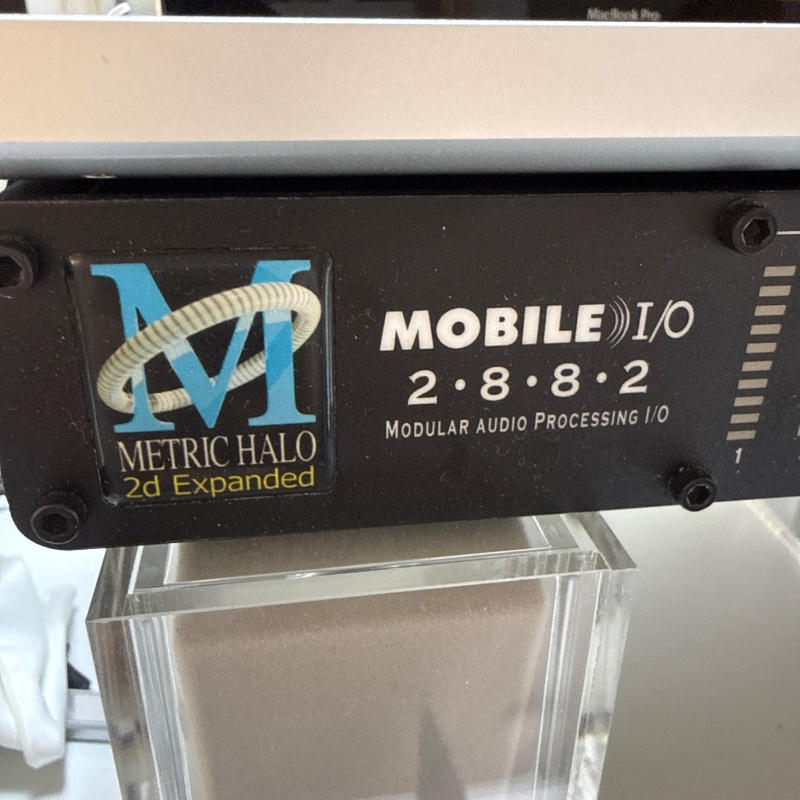 MacBook Pro
M
METRIC HALO
2d Expanded
MOBILE I/O
2·8·8·2
MODULAR AUDIO PROCESSING I/O
1